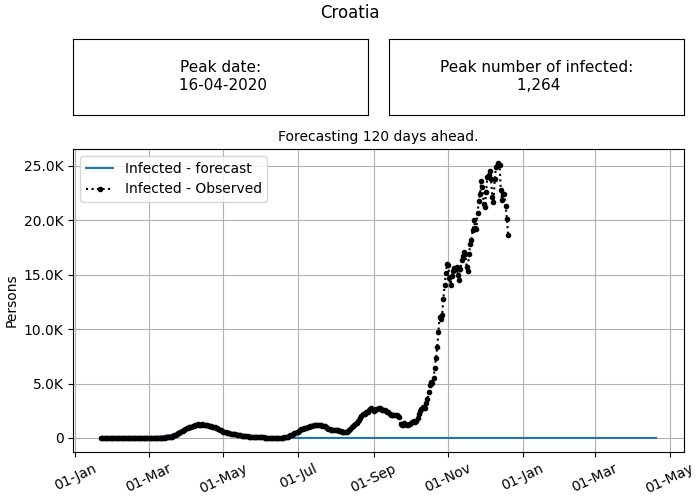 Croatia
Peak date:
16-04-2020
Peak number of infected:
1,264
Forecasting 120 days ahead.
Infected - forecast
Infected - Observed
Persons
25.0K
20.0K
15.0K
10.0K
5.0K
0
01-Jan
01-Mar
01-May
01-Jul
01-Sep
01-Nov
01-Jan
01-Mar
01-May